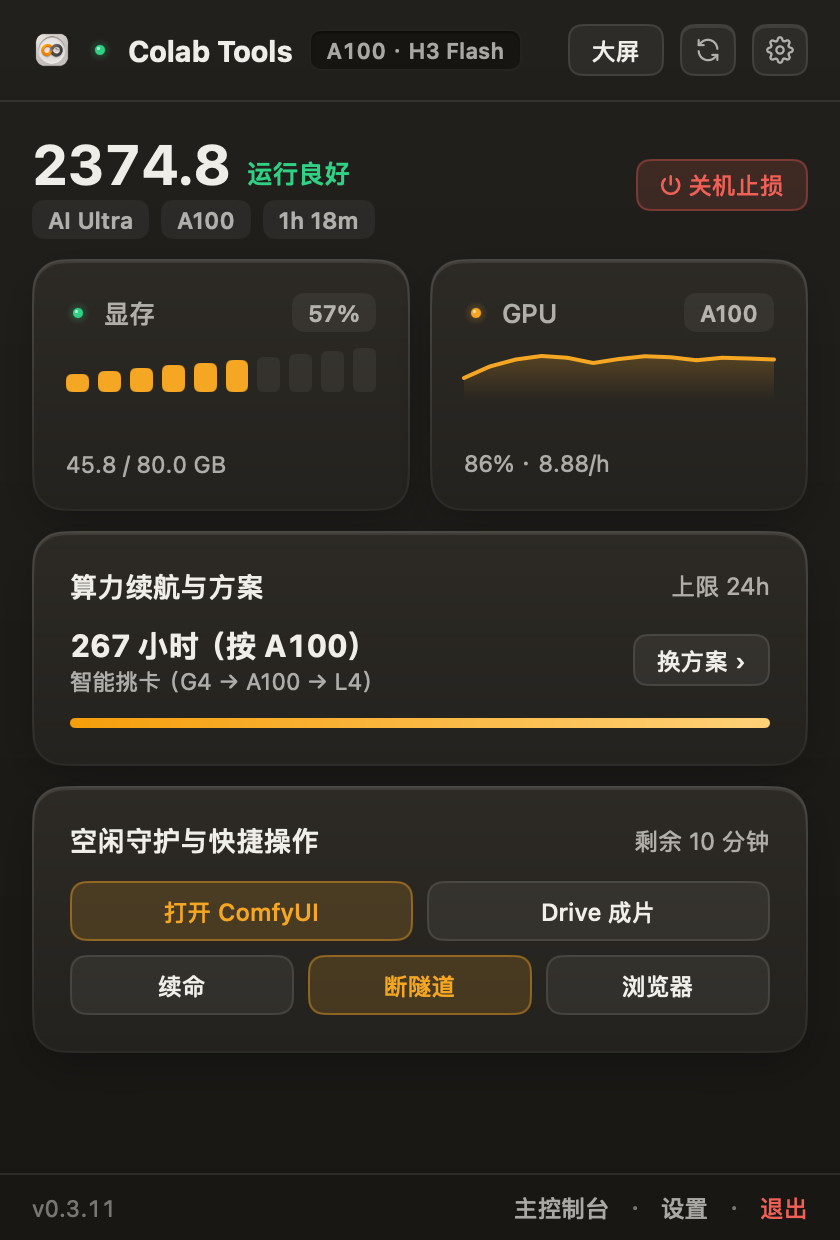 Colab Tools A100 · H3 Flash 大屏
2374.8 运行良好
关机止损
AI Ultra A100 1h 18m
显存 57%
45.8 / 80.0 GB
GPU A100
86% · 8.88/h
算力续航与方案 上限 24h
267 小时（按 A100）
智能挑卡（G4 → A100 → L4）
换方案 ›
空闲守护与快捷操作 剩余 10 分钟
打开 ComfyUI Drive 成片
续命 断隧道 浏览器
v0.3.11 主控制台 · 设置 · 退出